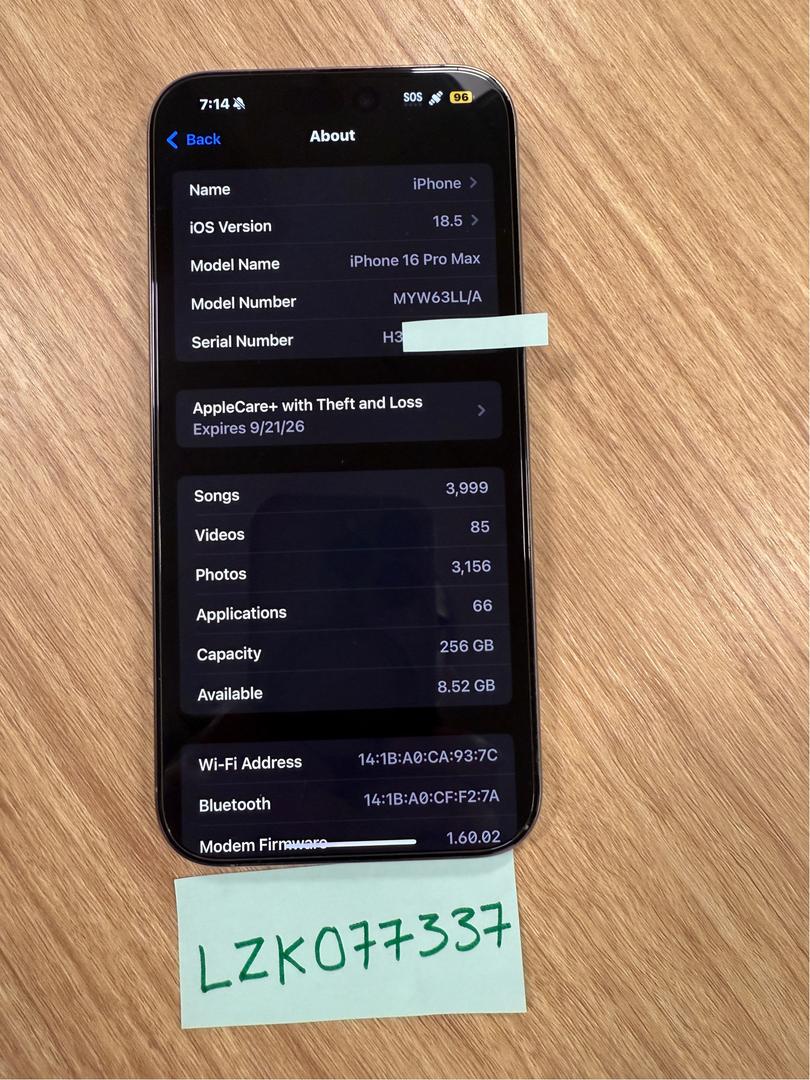 7:14 SOS 96
Back About
Name iPhone
iOS Version 18.5
Model Name iPhone 16 Pro Max
Model Number MYW63LL/A
Serial Number H3
AppleCare+ with Theft and Loss
Expires 9/21/26
Songs 3,999
Videos 85
Photos 3,156
Applications 66
Capacity 256 GB
Available 8.52 GB
Wi-Fi Address 14:1B:A0:CA:93:7C
Bluetooth 14:1B:A0:CF:F2:7A
Modem Firmware 1.60.02
LZK077337